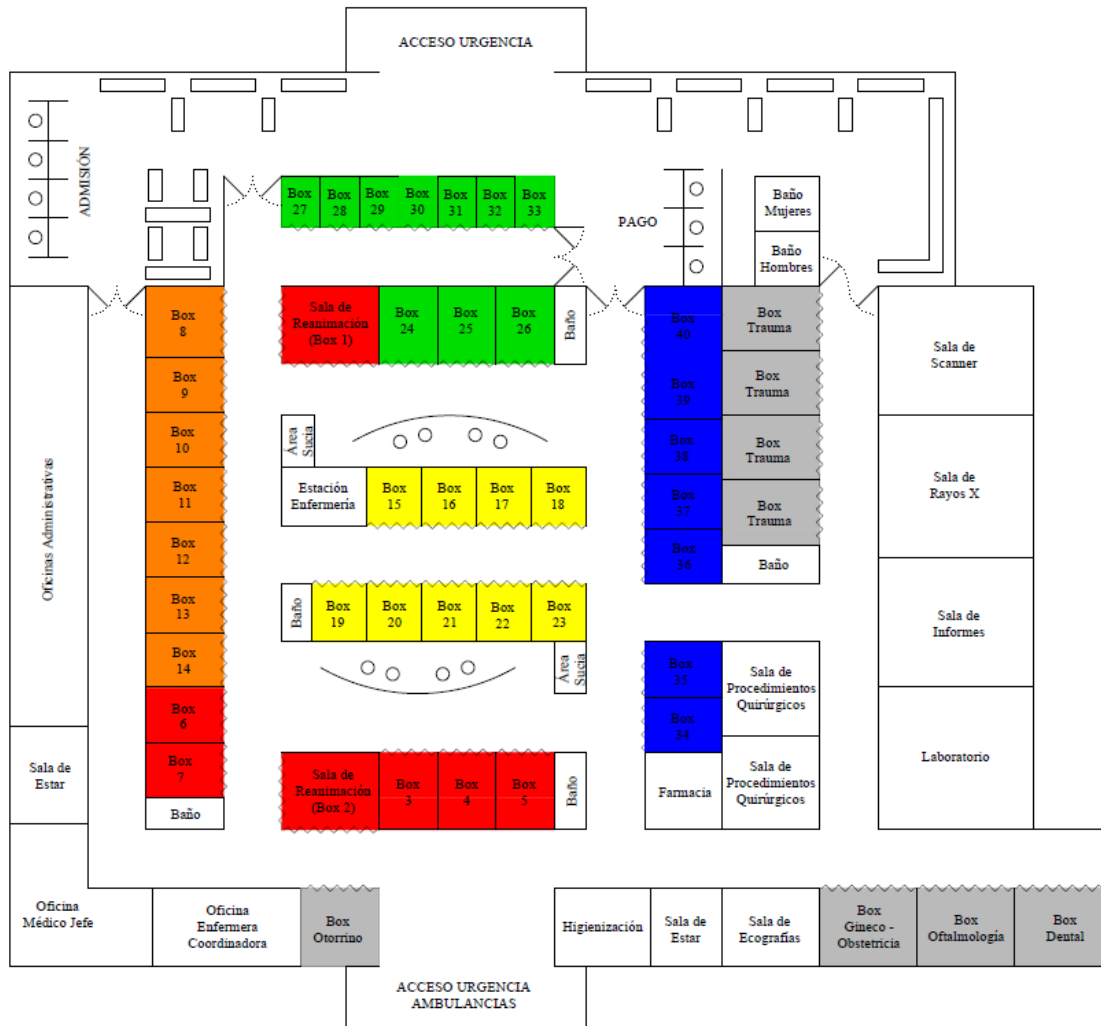 ACCESO URGENCIA
ADMISIÓN
Box
27
Box
28
Box
29
Box
30
Box
31
Box
32
Box
33
PAGO
Baño
Mujeres
Baño
Hombres
Box
8
Box
9
Box
10
Box
11
Box
12
Box
13
Box
14
Box
6
Box
7
Baño
Sala de
Reanimación
(Box 1)
Box
24
Box
25
Box
26
Baño
Área
Sucia
Estación
Enfermería
Box
15
Box
16
Box
17
Box
18
Baño
Box
19
Box
20
Box
21
Box
22
Box
23
Área
Sucia
Sala de
Reanimación
(Box 2)
Box
3
Box
4
Box
5
Baño
Box
40
Box
39
Box
38
Box
37
Box
36
Box
Trauma
Box
Trauma
Box
Trauma
Box
Trauma
Baño
Box
35
Box
34
Farmacia
Sala de
Procedimientos
Quirúrgicos
Sala de
Procedimientos
Quirúrgicos
Sala de
Scanner
Sala de
Rayos X
Sala de
Informes
Laboratorio
Oficinas Administrativas
Sala de
Estar
Oficina
Médico Jefe
Oficina
Enfermera
Coordinadora
Box
Otorrino
Higienización
Sala de
Estar
Sala de
Ecografías
Box
Gineco -
Obstetricia
Box
Oftalmología
Box
Dental
ACCESO URGENCIA
AMBULANCIAS